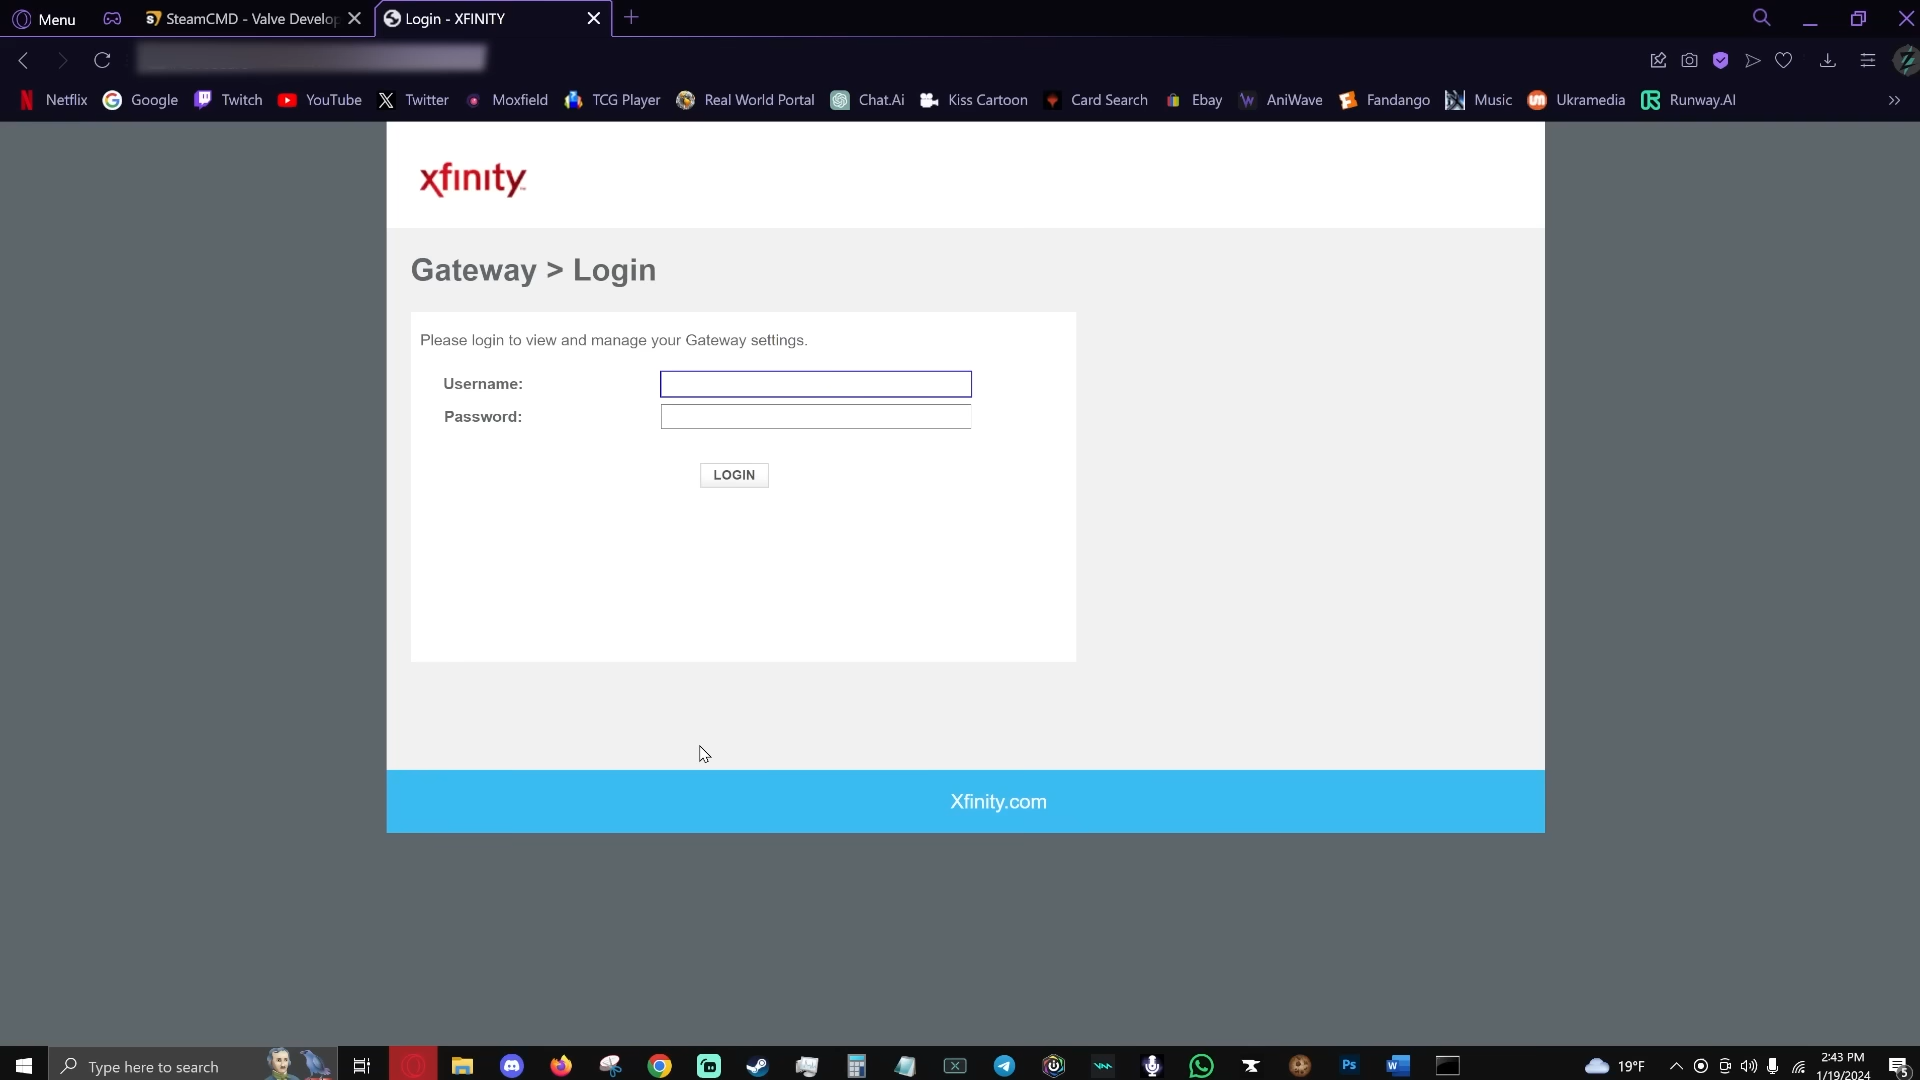 Menu
SteamCMD - Valve Develop
Login - XFINITY
Netflix
Google
Twitch
YouTube
Twitter
Moxfield
TCG Player
Real World Portal
Chat.Ai
Kiss Cartoon
Card Search
Ebay
AniWave
Fandango
Music
Ukramedia
Runway.AI
xfinity
Gateway > Login
Please login to view and manage your Gateway settings.
Username:
Password:
LOGIN
Xfinity.com
Type here to search
Ps
W
19°F
2:43 PM
1/19/2024
5